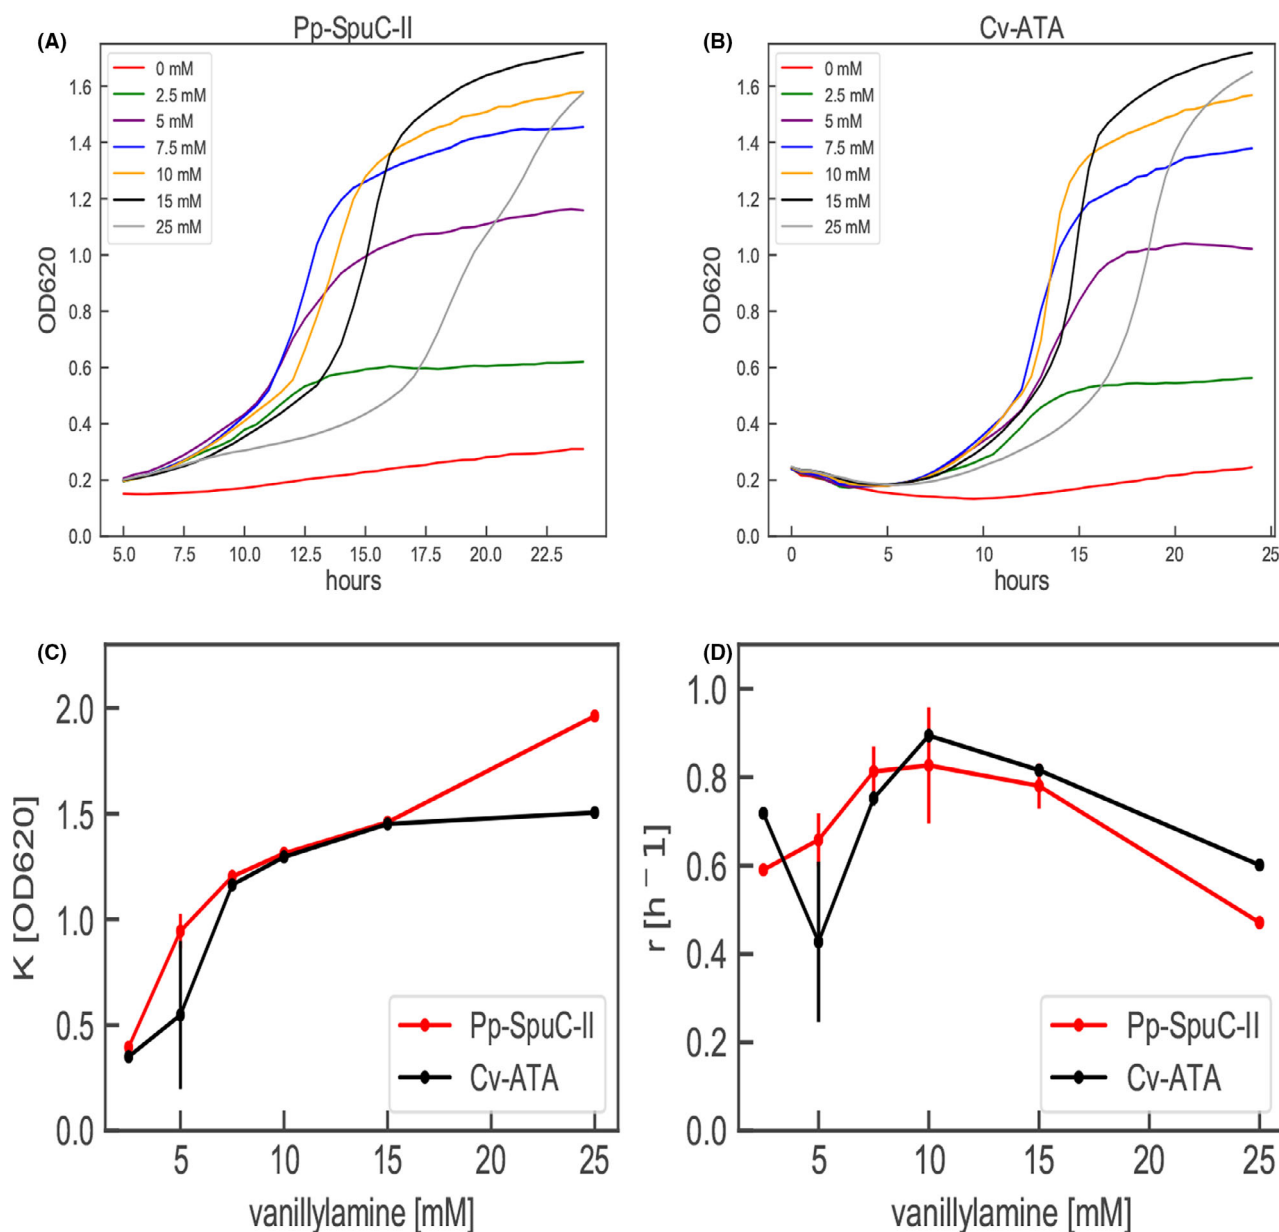 (A)
Pp-SpuC-II
0 mM
2.5 mM
5 mM
7.5 mM
10 mM
15 mM
25 mM
OD620
1.6
1.4
1.2
1.0
0.8
0.6
0.4
0.2
0.0
5.0 7.5 10.0 12.5 15.0 17.5 20.0 22.5
hours
(B)
Cv-ATA
0 mM
2.5 mM
5 mM
7.5 mM
10 mM
15 mM
25 mM
OD620
1.6
1.4
1.2
1.0
0.8
0.6
0.4
0.2
0.0
0 5 10 15 20 25
hours
(C)
K [OD620]
2.0
1.5
1.0
0.5
0.0
Pp-SpuC-II
Cv-ATA
5 10 15 20 25
vanillylamine [mM]
(D)
r [h − 1]
1.0
0.8
0.6
0.4
0.2
0.0
Pp-SpuC-II
Cv-ATA
5 10 15 20 25
vanillylamine [mM]